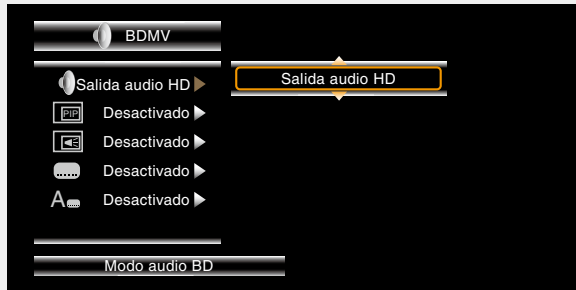 BDMV
Salida audio HD
Salida audio HD
PIP
Desactivado
Desactivado
Desactivado
A
Desactivado
Modo audio BD